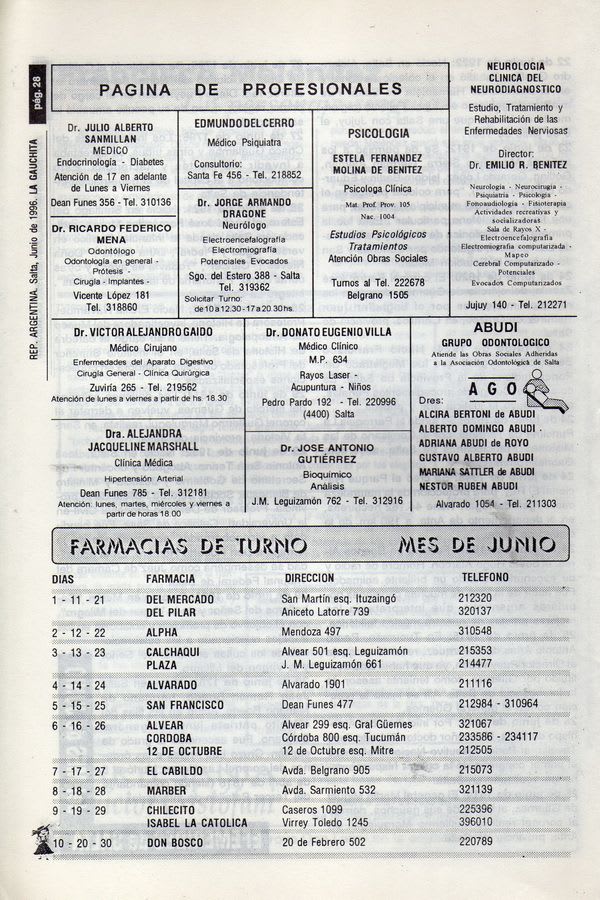 pág. 28
REP. ARGENTINA. Salta, Junio de 1996. LA GAUCHITA
PAGINA DE PROFESIONALES
Dr. JULIO ALBERTO
SANMILLAN
MEDICO
Endocrinología - Diabetes
Atención de 17 en adelante
de Lunes a Viernes
Dean Funes 356 - Tel. 310136
EDMUNDO DEL CERRO
Médico Psiquatra
Consultorio:
Santa Fe 456 - Tel. 218852
PSICOLOGIA
ESTELA FERNANDEZ
MOLINA DE BENITEZ
Psicologa Clínica
Mat. Prof. Prov. 105
Nac. 1004
Estudios Psicológicos
Tratamientos
Atención Obras Sociales
Turnos al Tel. 222678
Belgrano 1505
NEUROLOGIA
CLINICA DEL
NEURODIAGNOSTICO
Estudio, Tratamiento y
Rehabilitación de las
Enfermedades Nerviosas
Director:
Dr. EMILIO R. BENITEZ
Neurologia - Neurocirugia -
Psiquiatria - Psicologia -
Fonoaudiologia - Fisioterapia
Actividades recreativas y
socializadoras
Sala de Rayos X -
Electroencefalografia
Electromiografia computarizada -
Mapeo
Cerebral Computarizado -
Potenciales
Evocados Computarizados
Jujuy 140 - Tel. 212271
Dr. RICARDO FEDERICO
MENA
Odontólogo
Odontología en general -
Prótesis -
Cirugía - Implantes -
Vicente López 181
Tel. 318860
Dr. JORGE ARMANDO
DRAGONE
Neurólogo
Electroencefalografía
Electromiografía
Potenciales Evocados
Sgo. del Estero 388 - Salta
Tel. 319362
Solicitar Turno:
de 10 a 12.30 - 17 a 20.30 hs.
Dr. VICTOR ALEJANDRO GAIDO
Médico Cirujano
Enfermedades del Aparato Digestivo
Cirugía General - Clínica Quirúrgica
Zuviría 265 - Tel. 219562
Atención de lunes a viernes a partir de hs. 18.30
Dr. DONATO EUGENIO VILLA
Médico Clínico
M.P. 634
Rayos Laser -
Acupuntura - Niños
Pedro Pardo 192 - Tel. 220996
(4400) Salta
ABUDI
GRUPO ODONTOLOGICO
Atiende las Obras Sociales Adheridas
a la Asociación Odontológica de Salta
A G O
Dres:
ALCIRA BERTONI de ABUDI
ALBERTO DOMINGO ABUDI
ADRIANA ABUDI de ROYO
GUSTAVO ALBERTO ABUDI
MARIANA SATTLER de ABUDI
NESTOR RUBEN ABUDI
Alvarado 1054 - Tel. 211303
Dra. ALEJANDRA
JACQUELINE MARSHALL
Clínica Médica
Hipertensión Arterial
Dean Funes 785 - Tel. 312181
Atención: lunes, martes, miércoles y viernes a
partir de horas 18.00
Dr. JOSE ANTONIO
GUTIÉRREZ
Bioquimico
Análisis
J.M. Leguizamón 762 - Tel. 312916
FARMACIAS DE TURNO MES DE JUNIO
DIAS FARMACIA DIRECCION TELEFONO
1 - 11 - 21 DEL MERCADO San Martín esq. Ituzaingó 212320
DEL PILAR Aniceto Latorre 739 320137
2 - 12 - 22 ALPHA Mendoza 497 310548
3 - 13 - 23 CALCHAQUI Alvear 501 esq. Leguizamón 215353
PLAZA J. M. Leguizamón 661 214477
4 - 14 - 24 ALVARADO Alvarado 1901 211116
5 - 15 - 25 SAN FRANCISCO Dean Funes 477 212984 - 310964
6 - 16 - 26 ALVEAR Alvear 299 esq. Gral Güemes 321067
CORDOBA Córdoba 800 esq. Tucumán 233586 - 234117
12 DE OCTUBRE 12 de Octubre esq. Mitre 212505
7 - 17 - 27 EL CABILDO Avda. Belgrano 905 215073
8 - 18 - 28 MARBER Avda. Sarmiento 532 321139
9 - 19 - 29 CHILECITO Caseros 1099 225396
ISABEL LA CATOLICA Virrey Toledo 1245 396010
10 - 20 - 30 DON BOSCO 20 de Febrero 502 220789